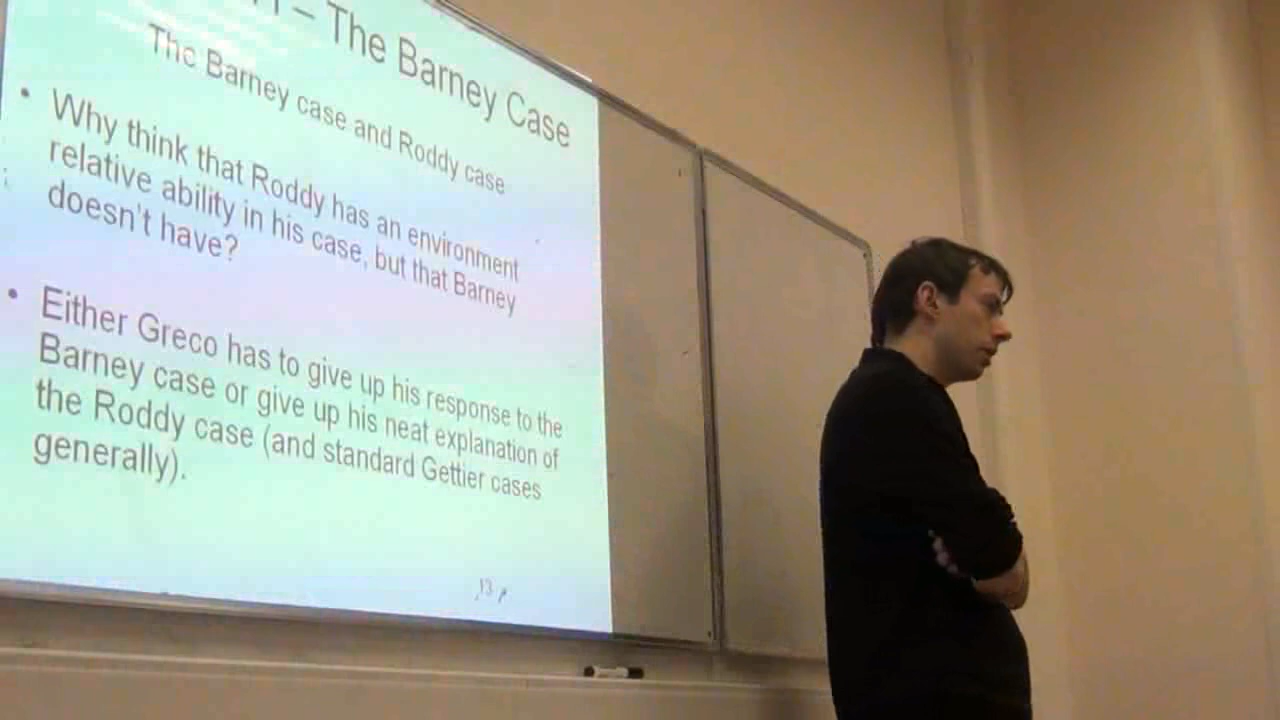 – The Barney Case
The Barney case and Roddy case
• Why think that Roddy has an environment
relative ability in his case, but that Barney
doesn't have?
• Either Greco has to give up his response to the
Barney case or give up his neat explanation of
the Roddy case (and standard Gettier cases
generally).
13